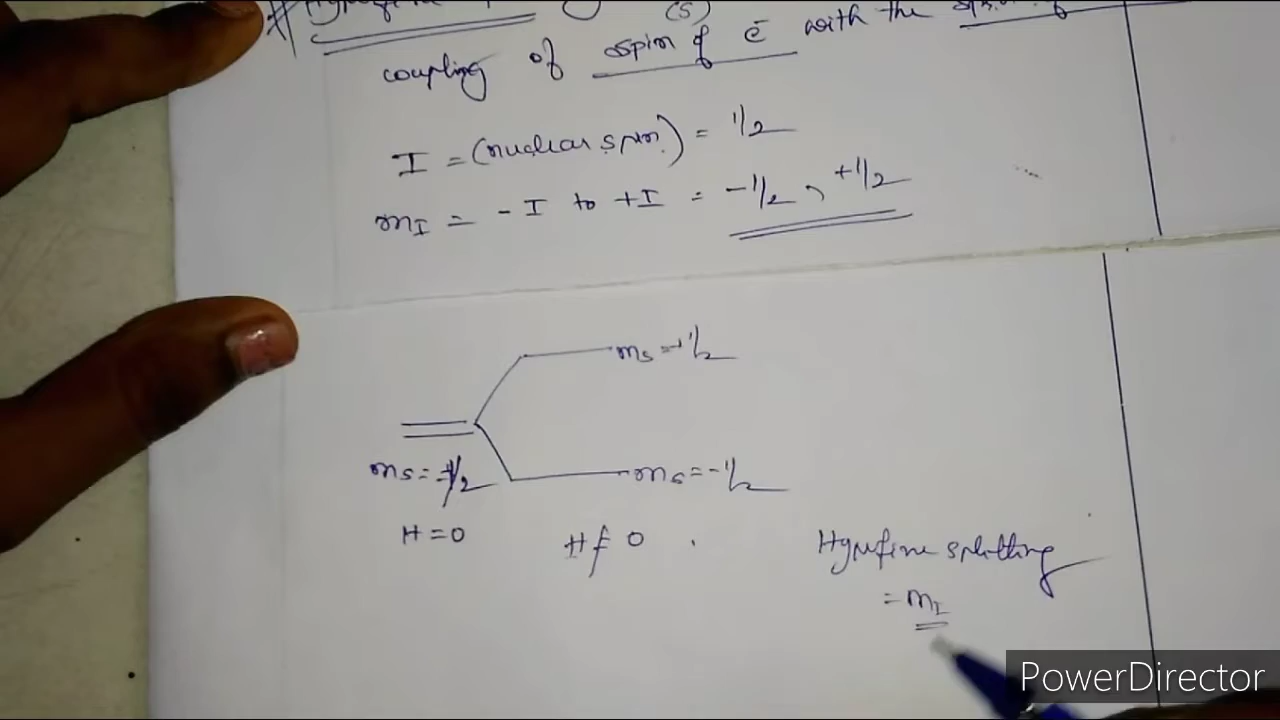 # Hyperfine
(s)
coupling of spin of e⁻ with the
I = (nuclear spin) = 1/2
mI = -I to +I = -1/2, +1/2
ms=+1/2
ms=-1/2
ms=-1/2
H=0
H≠0
Hyperfine splitting
= mI
PowerDirector